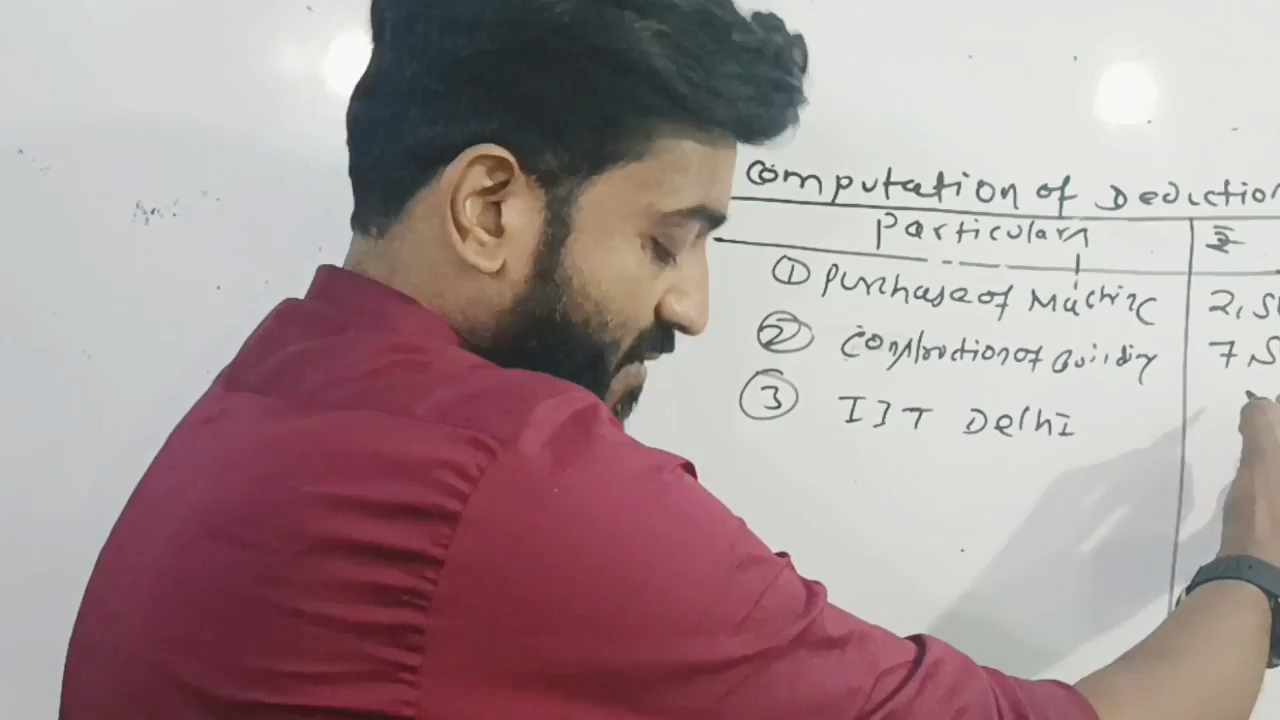 Computation of Deduction
Particulars ₹
① Purchase of Machine 2,5
② Construction of Building 7,5
③ IIT Delhi